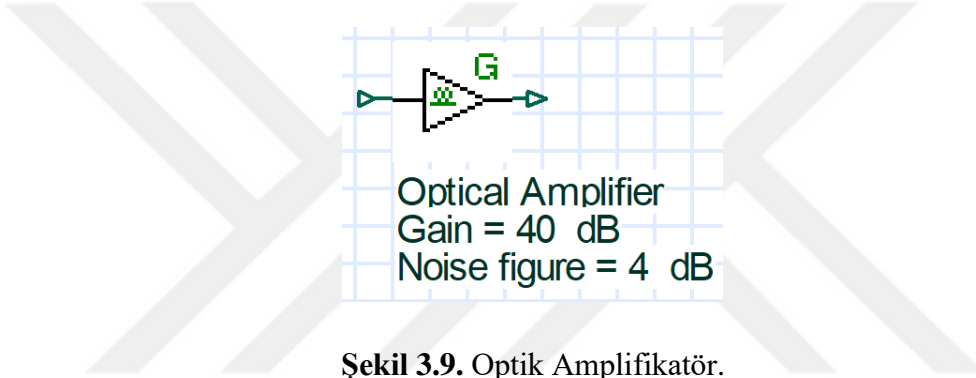 G
Optical Amplifier
Gain = 40 dB
Noise figure = 4 dB
Şekil 3.9. Optik Amplifikatör.